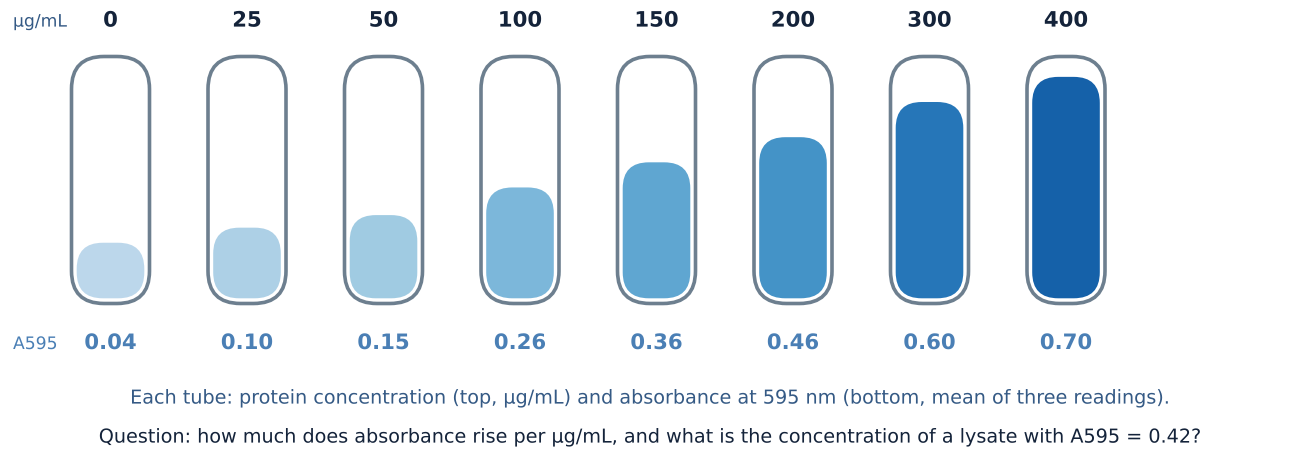 µg/mL 0 25 50 100 150 200 300 400
A595 0.04 0.10 0.15 0.26 0.36 0.46 0.60 0.70
Each tube: protein concentration (top, µg/mL) and absorbance at 595 nm (bottom, mean of three readings).
Question: how much does absorbance rise per µg/mL, and what is the concentration of a lysate with A595 = 0.42?